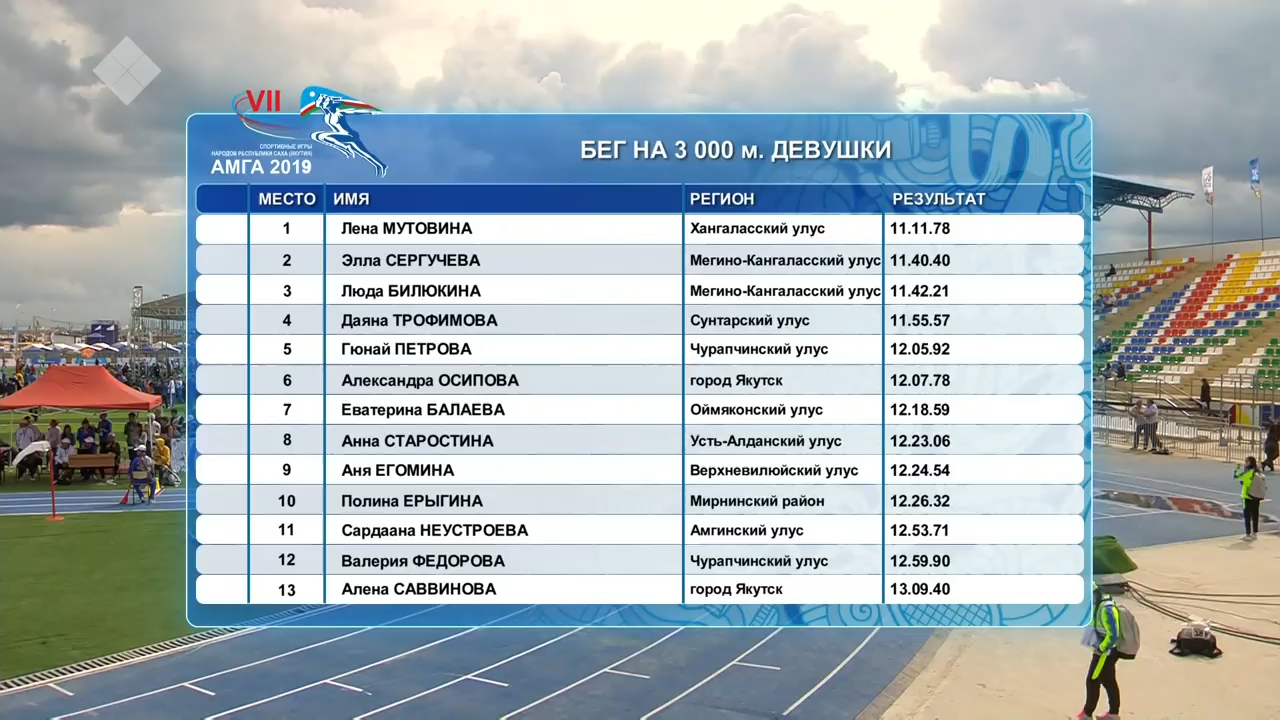 VII
СПОРТИВНЫЕ ИГРЫ
НАРОДОВ РЕСПУБЛИКИ САХА (ЯКУТИЯ)
АМГА 2019
БЕГ НА 3 000 м. ДЕВУШКИ
МЕСТО ИМЯ РЕГИОН РЕЗУЛЬТАТ
1 Лена МУТОВИНА Хангаласский улус 11.11.78
2 Элла СЕРГУЧЕВА Мегино-Кангаласский улус 11.40.40
3 Люда БИЛЮКИНА Мегино-Кангаласский улус 11.42.21
4 Даяна ТРОФИМОВА Сунтарский улус 11.55.57
5 Гюнай ПЕТРОВА Чурапчинский улус 12.05.92
6 Александра ОСИПОВА город Якутск 12.07.78
7 Еватерина БАЛАЕВА Оймяконский улус 12.18.59
8 Анна СТАРОСТИНА Усть-Алданский улус 12.23.06
9 Аня ЕГОМИНА Верхневилюйский улус 12.24.54
10 Полина ЕРЫГИНА Мирнинский район 12.26.32
11 Сардаана НЕУСТРОЕВА Амгинский улус 12.53.71
12 Валерия ФЕДОРОВА Чурапчинский улус 12.59.90
13 Алена САВВИНОВА город Якутск 13.09.40